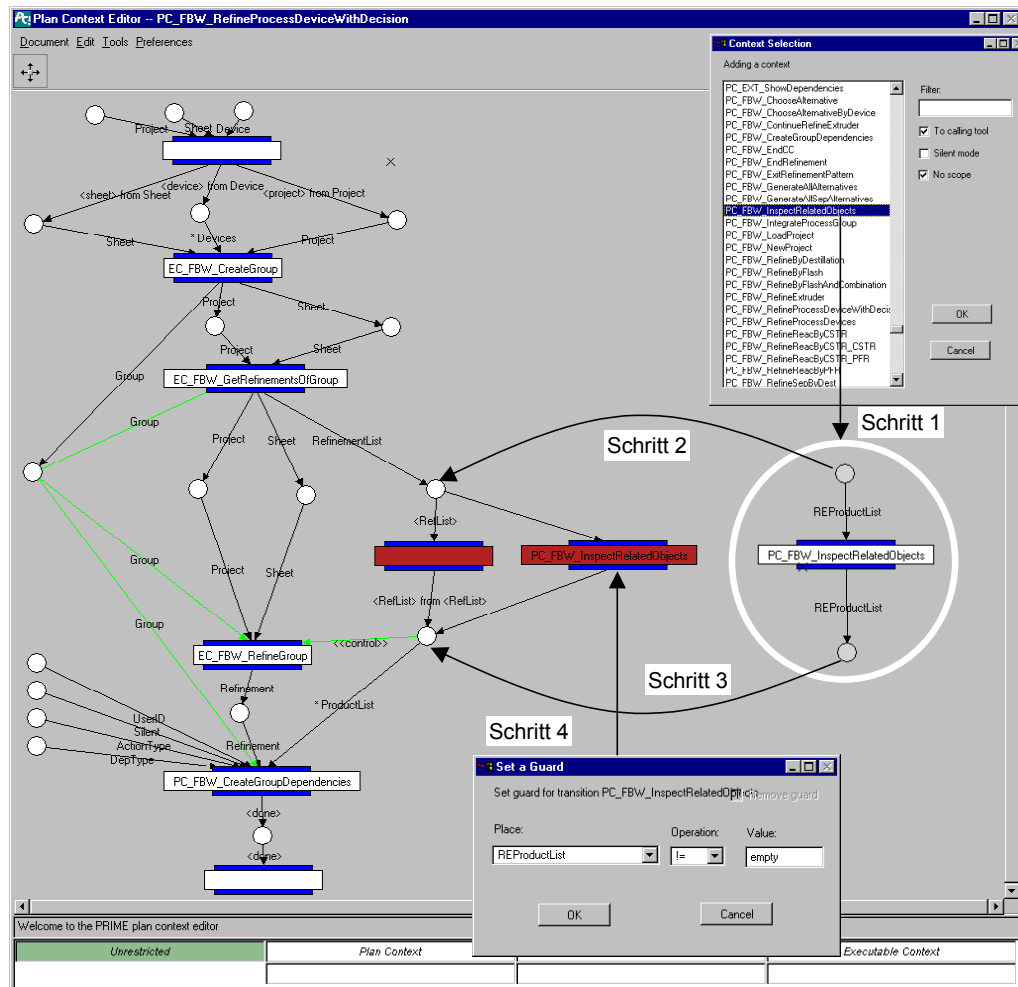 Plan Context Editor -- PC_FBW_RefineProcessDeviceWithDecision
Document Edit Tools Preferences
Context Selection
Adding a context
PC_EXT_ShowDependencies
PC_FBW_ChooseAlternative
PC_FBW_ChooseAlternativeByDevice
PC_FBW_ContinueRefineExtruder
PC_FBW_CreateGroupDependencies
PC_FBW_EndCC
PC_FBW_EndRefinement
PC_FBW_ExitRefinementPattern
PC_FBW_GenerateAllAlternatives
PC_FBW_GenerateAllSepAlternatives
PC_FBW_InspectRelatedObjects
PC_FBW_IntegrateProcessGroup
PC_FBW_LoadProject
PC_FBW_NewProject
PC_FBW_RefineByDestillation
PC_FBW_RefineByFlash
PC_FBW_RefineByFlashAndCombination
PC_FBW_RefineExtruder
PC_FBW_RefineProcessDeviceWithDecis
PC_FBW_RefineProcessDevices
PC_FBW_RefineReacByCSTR
PC_FBW_RefineReacByCSTR_CSTR
PC_FBW_RefineReacByCSTR_PFR
PC_FBW_RefineReacByPFR
PC_FBW_RefineSepByDest
Filter:
To calling tool
Silent mode
No scope
OK
Cancel
Project Sheet Device
<sheet> from Sheet
<device> from Device
<project> from Project
Sheet
* Devices
Project
EC_FBW_CreateGroup
Project
Sheet
Project
Sheet
EC_FBW_GetRefinementsOfGroup
Group
Group
Project
Sheet
RefinementList
Schritt 1
Schritt 2
REProductList
<RefList>
PC_FBW_InspectRelatedObjects
PC_FBW_InspectRelatedObjects
Group
Project
Sheet
<RefList> from <RefList>
REProductList
Group
<<control>>
EC_FBW_RefineGroup
Schritt 3
Refinement
* ProductList
UserID
Silent
ActionType
DepType
Refinement
Schritt 4
PC_FBW_CreateGroupDependencies
<done>
<done>
Set a Guard
Set guard for transition PC_FBW_InspectRelatedObjects
Remove guard
Place:
Operation:
Value:
REProductList
!=
empty
OK
Cancel
Welcome to the PRIME plan context editor
Unrestricted
Plan Context
Executable Context